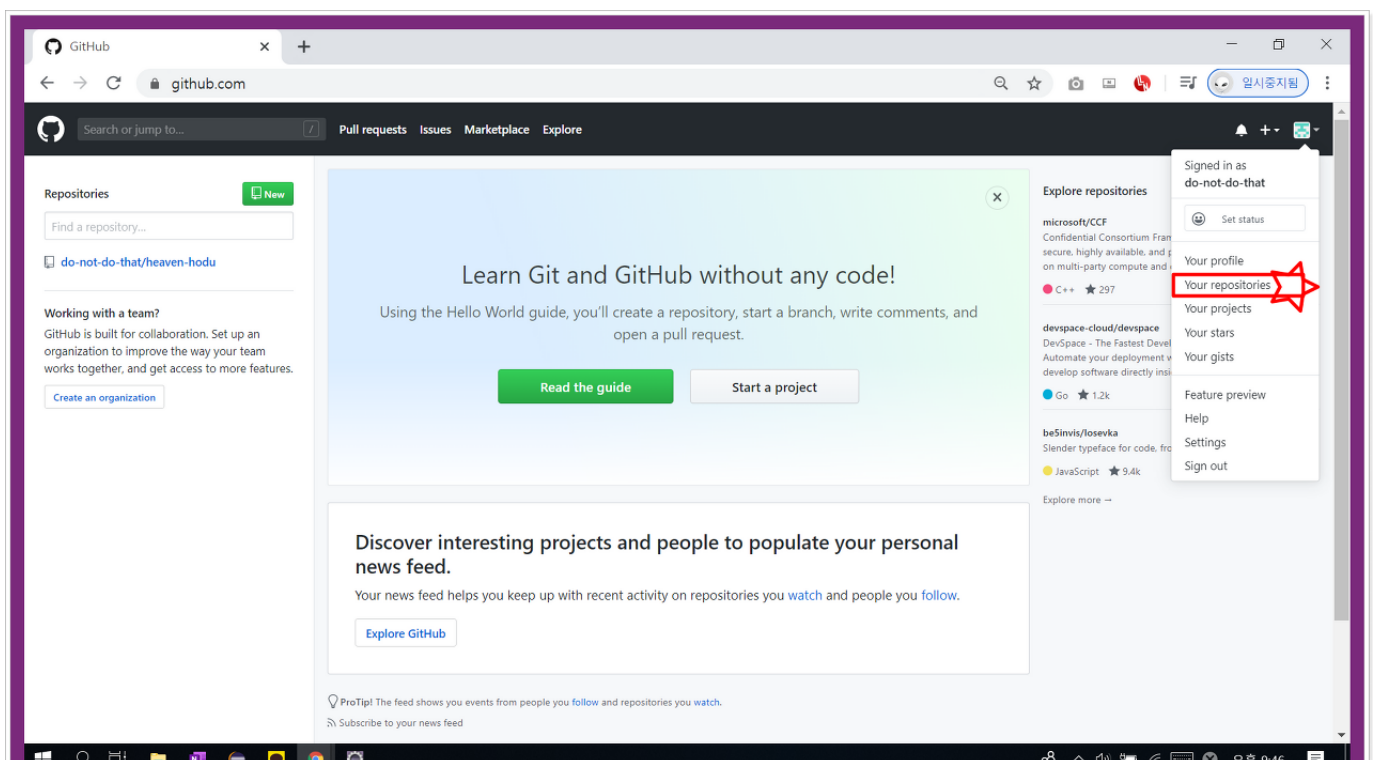 GitHub
github.com
일시중지됨
Search or jump to...
/
Pull requests Issues Marketplace Explore
Signed in as
do-not-do-that
Set status
Your profile
Your repositories
Your projects
Your stars
Your gists
Feature preview
Help
Settings
Sign out
Repositories
New
Find a repository...
do-not-do-that/heaven-hodu
Working with a team?
GitHub is built for collaboration. Set up an
organization to improve the way your team
works together, and get access to more features.
Create an organization
Learn Git and GitHub without any code!
Using the Hello World guide, you'll create a repository, start a branch, write comments, and
open a pull request.
Read the guide
Start a project
Discover interesting projects and people to populate your personal
news feed.
Your news feed helps you keep up with recent activity on repositories you watch and people you follow.
Explore GitHub
ProTip! The feed shows you events from people you follow and repositories you watch.
Subscribe to your news feed
Explore repositories
microsoft/CCF
Confidential Consortium Fram
secure, highly available, and p
on multi-party compute and
C++ 297
devspace-cloud/devspace
DevSpace - The Fastest Devel
Automate your deployment w
develop software directly insi
Go 1.2k
be5invis/Iosevka
Slender typeface for code, fro
JavaScript 9.4k
Explore more →